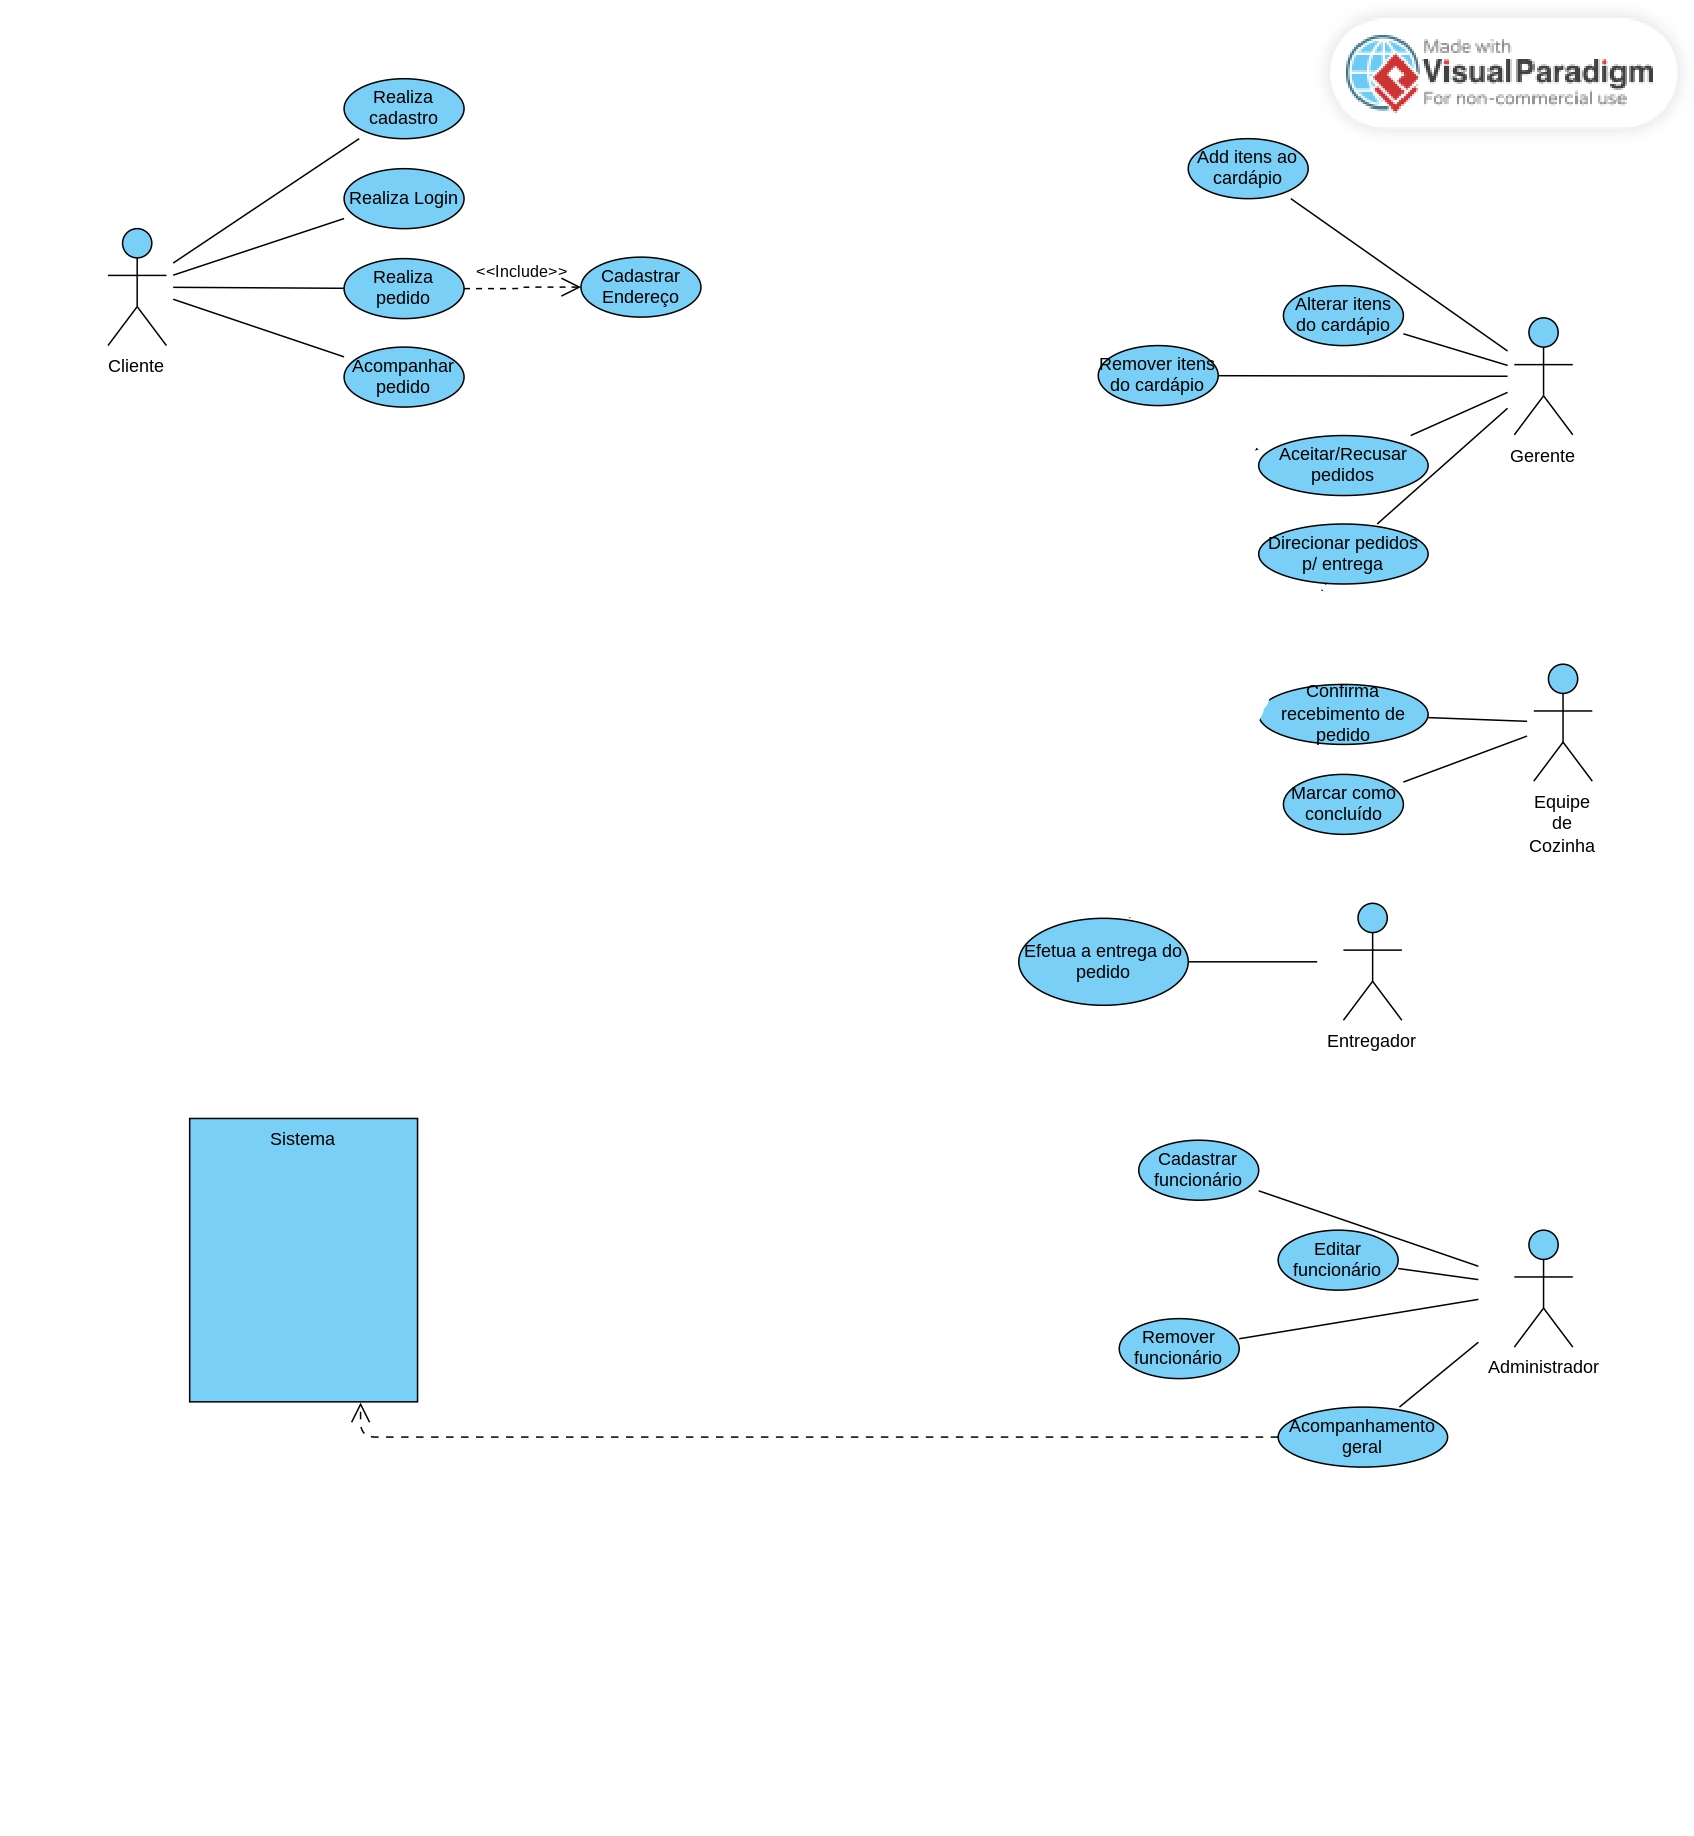 Made with
Visual Paradigm
For non-commercial use
Realiza
cadastro
Realiza Login
Realiza
pedido
<<Include>>
Cadastrar
Endereço
Acompanhar
pedido
Cliente
Add itens ao
cardápio
Alterar itens
do cardápio
Remover itens
do cardápio
Aceitar/Recusar
pedidos
Direcionar pedidos
p/ entrega
Gerente
Confirma
recebimento de
pedido
Marcar como
concluído
Equipe
de
Cozinha
Efetua a entrega do
pedido
Entregador
Sistema
Cadastrar
funcionário
Editar
funcionário
Remover
funcionário
Acompanhamento
geral
Administrador